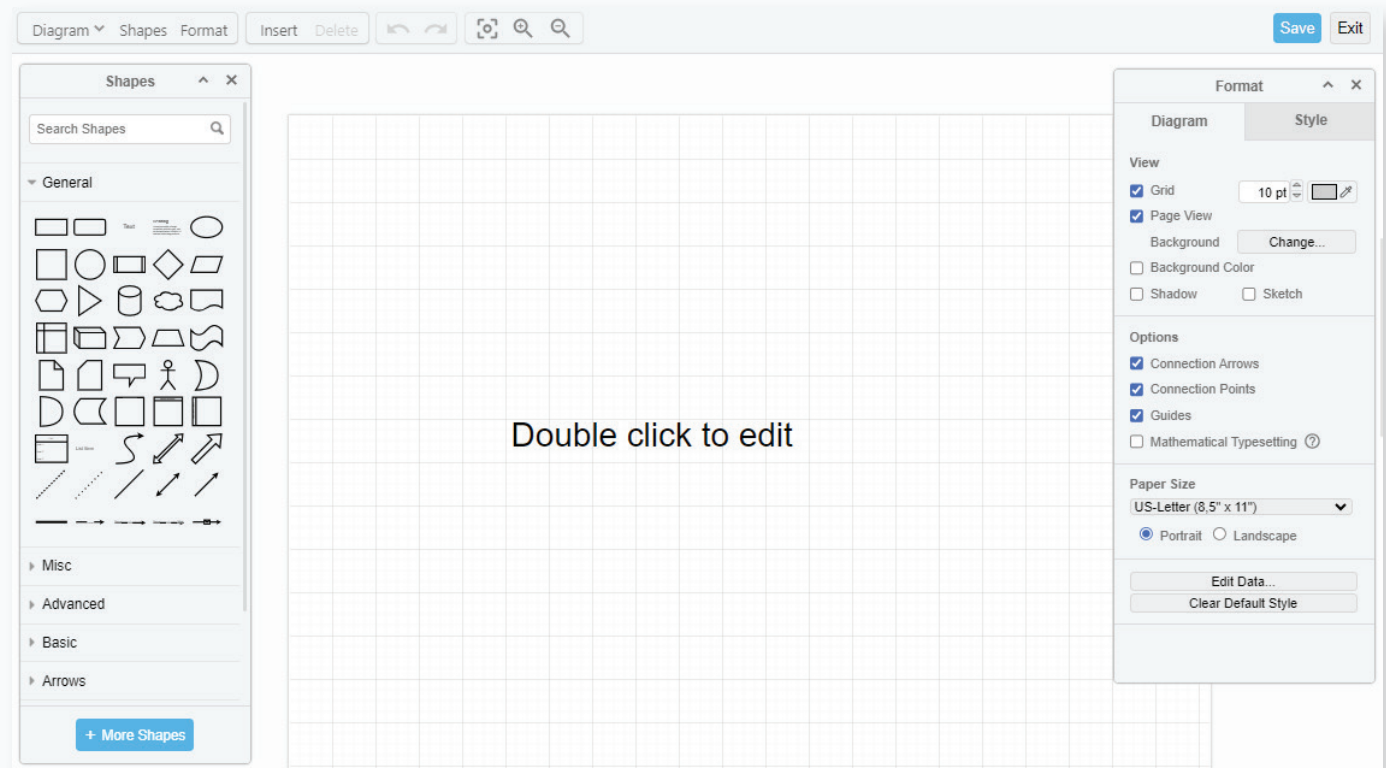 Diagram Shapes Format Insert Delete Save Exit
Shapes
Search Shapes
General
Text
Misc
Advanced
Basic
Arrows
+ More Shapes
Double click to edit
Format
Diagram Style
View
Grid 10 pt
Page View
Background Change...
Background Color
Shadow Sketch
Options
Connection Arrows
Connection Points
Guides
Mathematical Typesetting ?
Paper Size
US-Letter (8,5" x 11")
Portrait Landscape
Edit Data...
Clear Default Style